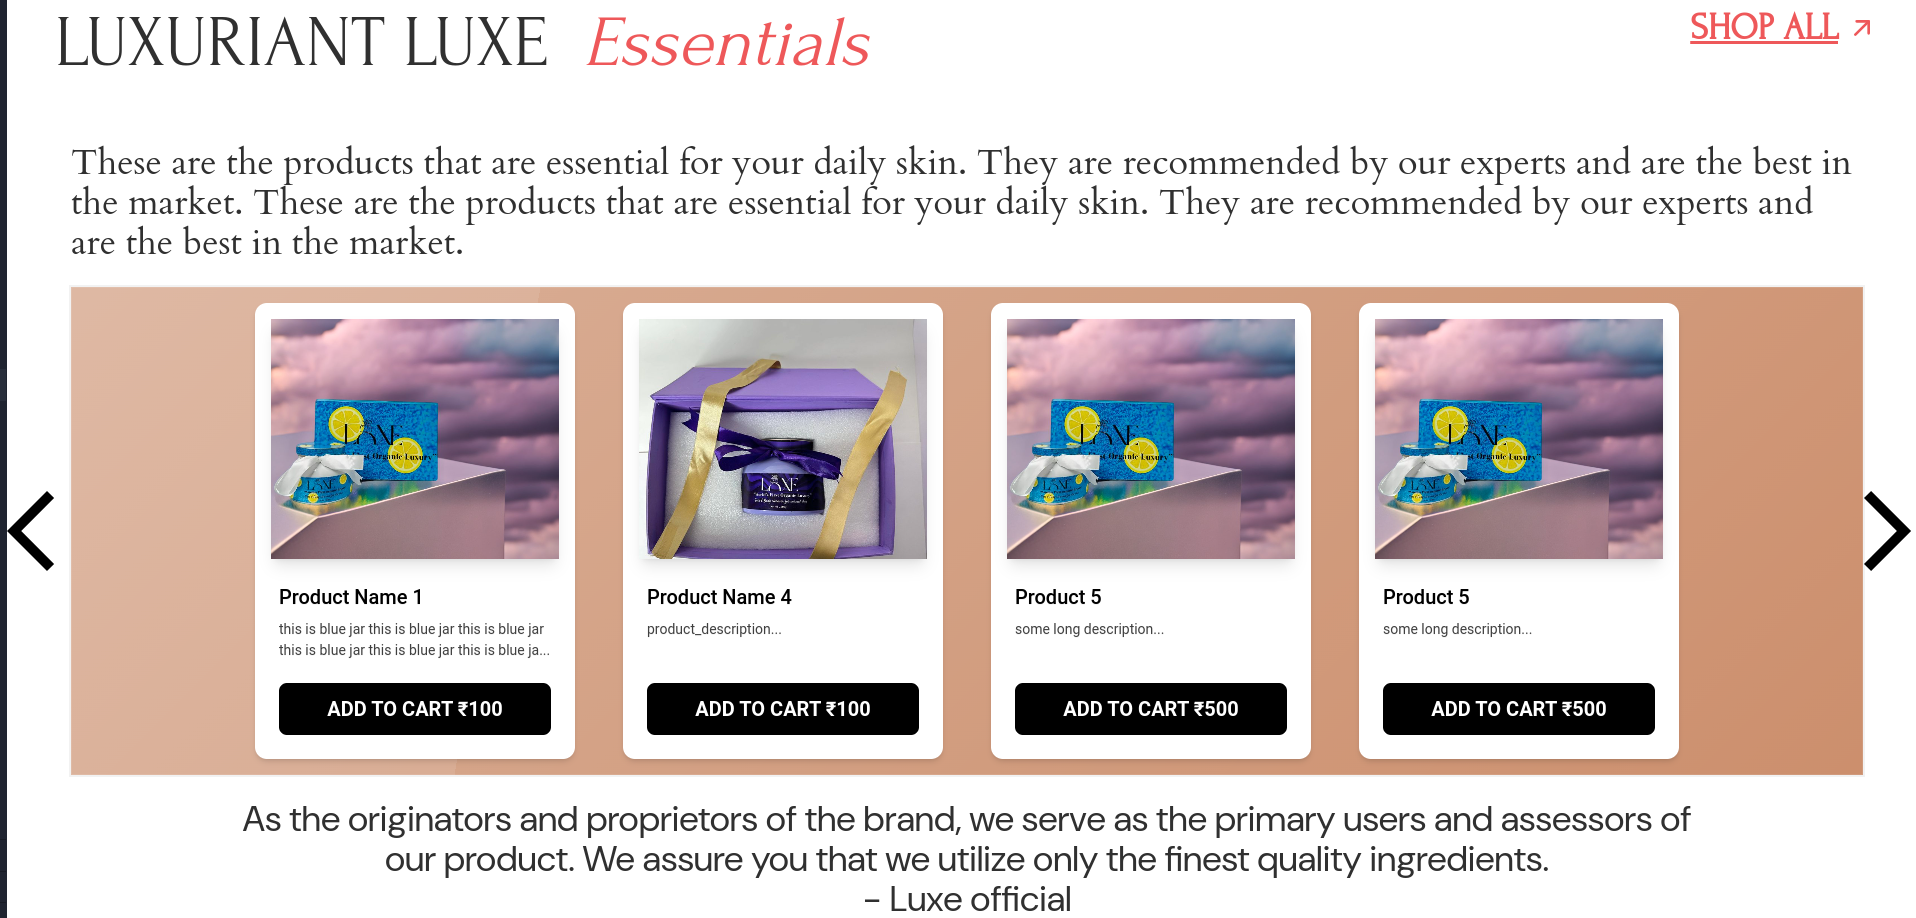 LUXURIANT LUXE Essentials
SHOP ALL
These are the products that are essential for your daily skin. They are recommended by our experts and are the best in
the market. These are the products that are essential for your daily skin. They are recommended by our experts and
are the best in the market.
Product Name 1
this is blue jar this is blue jar this is blue jar
this is blue jar this is blue jar this is blue ja...
ADD TO CART ₹100
Product Name 4
product_description...
ADD TO CART ₹100
Organic Luxury
Product 5
some long description...
ADD TO CART ₹500
Organic Luxury
Product 5
some long description...
ADD TO CART ₹500
As the originators and proprietors of the brand, we serve as the primary users and assessors of
our product. We assure you that we utilize only the finest quality ingredients.
- Luxe official